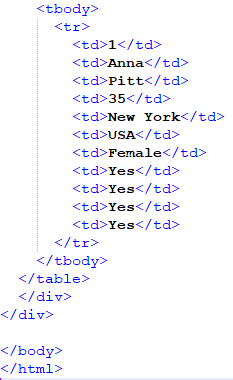 <tbody>
<tr>
<td>1</td>
<td>Anna</td>
<td>Pitt</td>
<td>35</td>
<td>New York</td>
<td>USA</td>
<td>Female</td>
<td>Yes</td>
<td>Yes</td>
<td>Yes</td>
<td>Yes</td>
</tr>
</tbody>
</table>
</div>
</div>
</body>
</html>